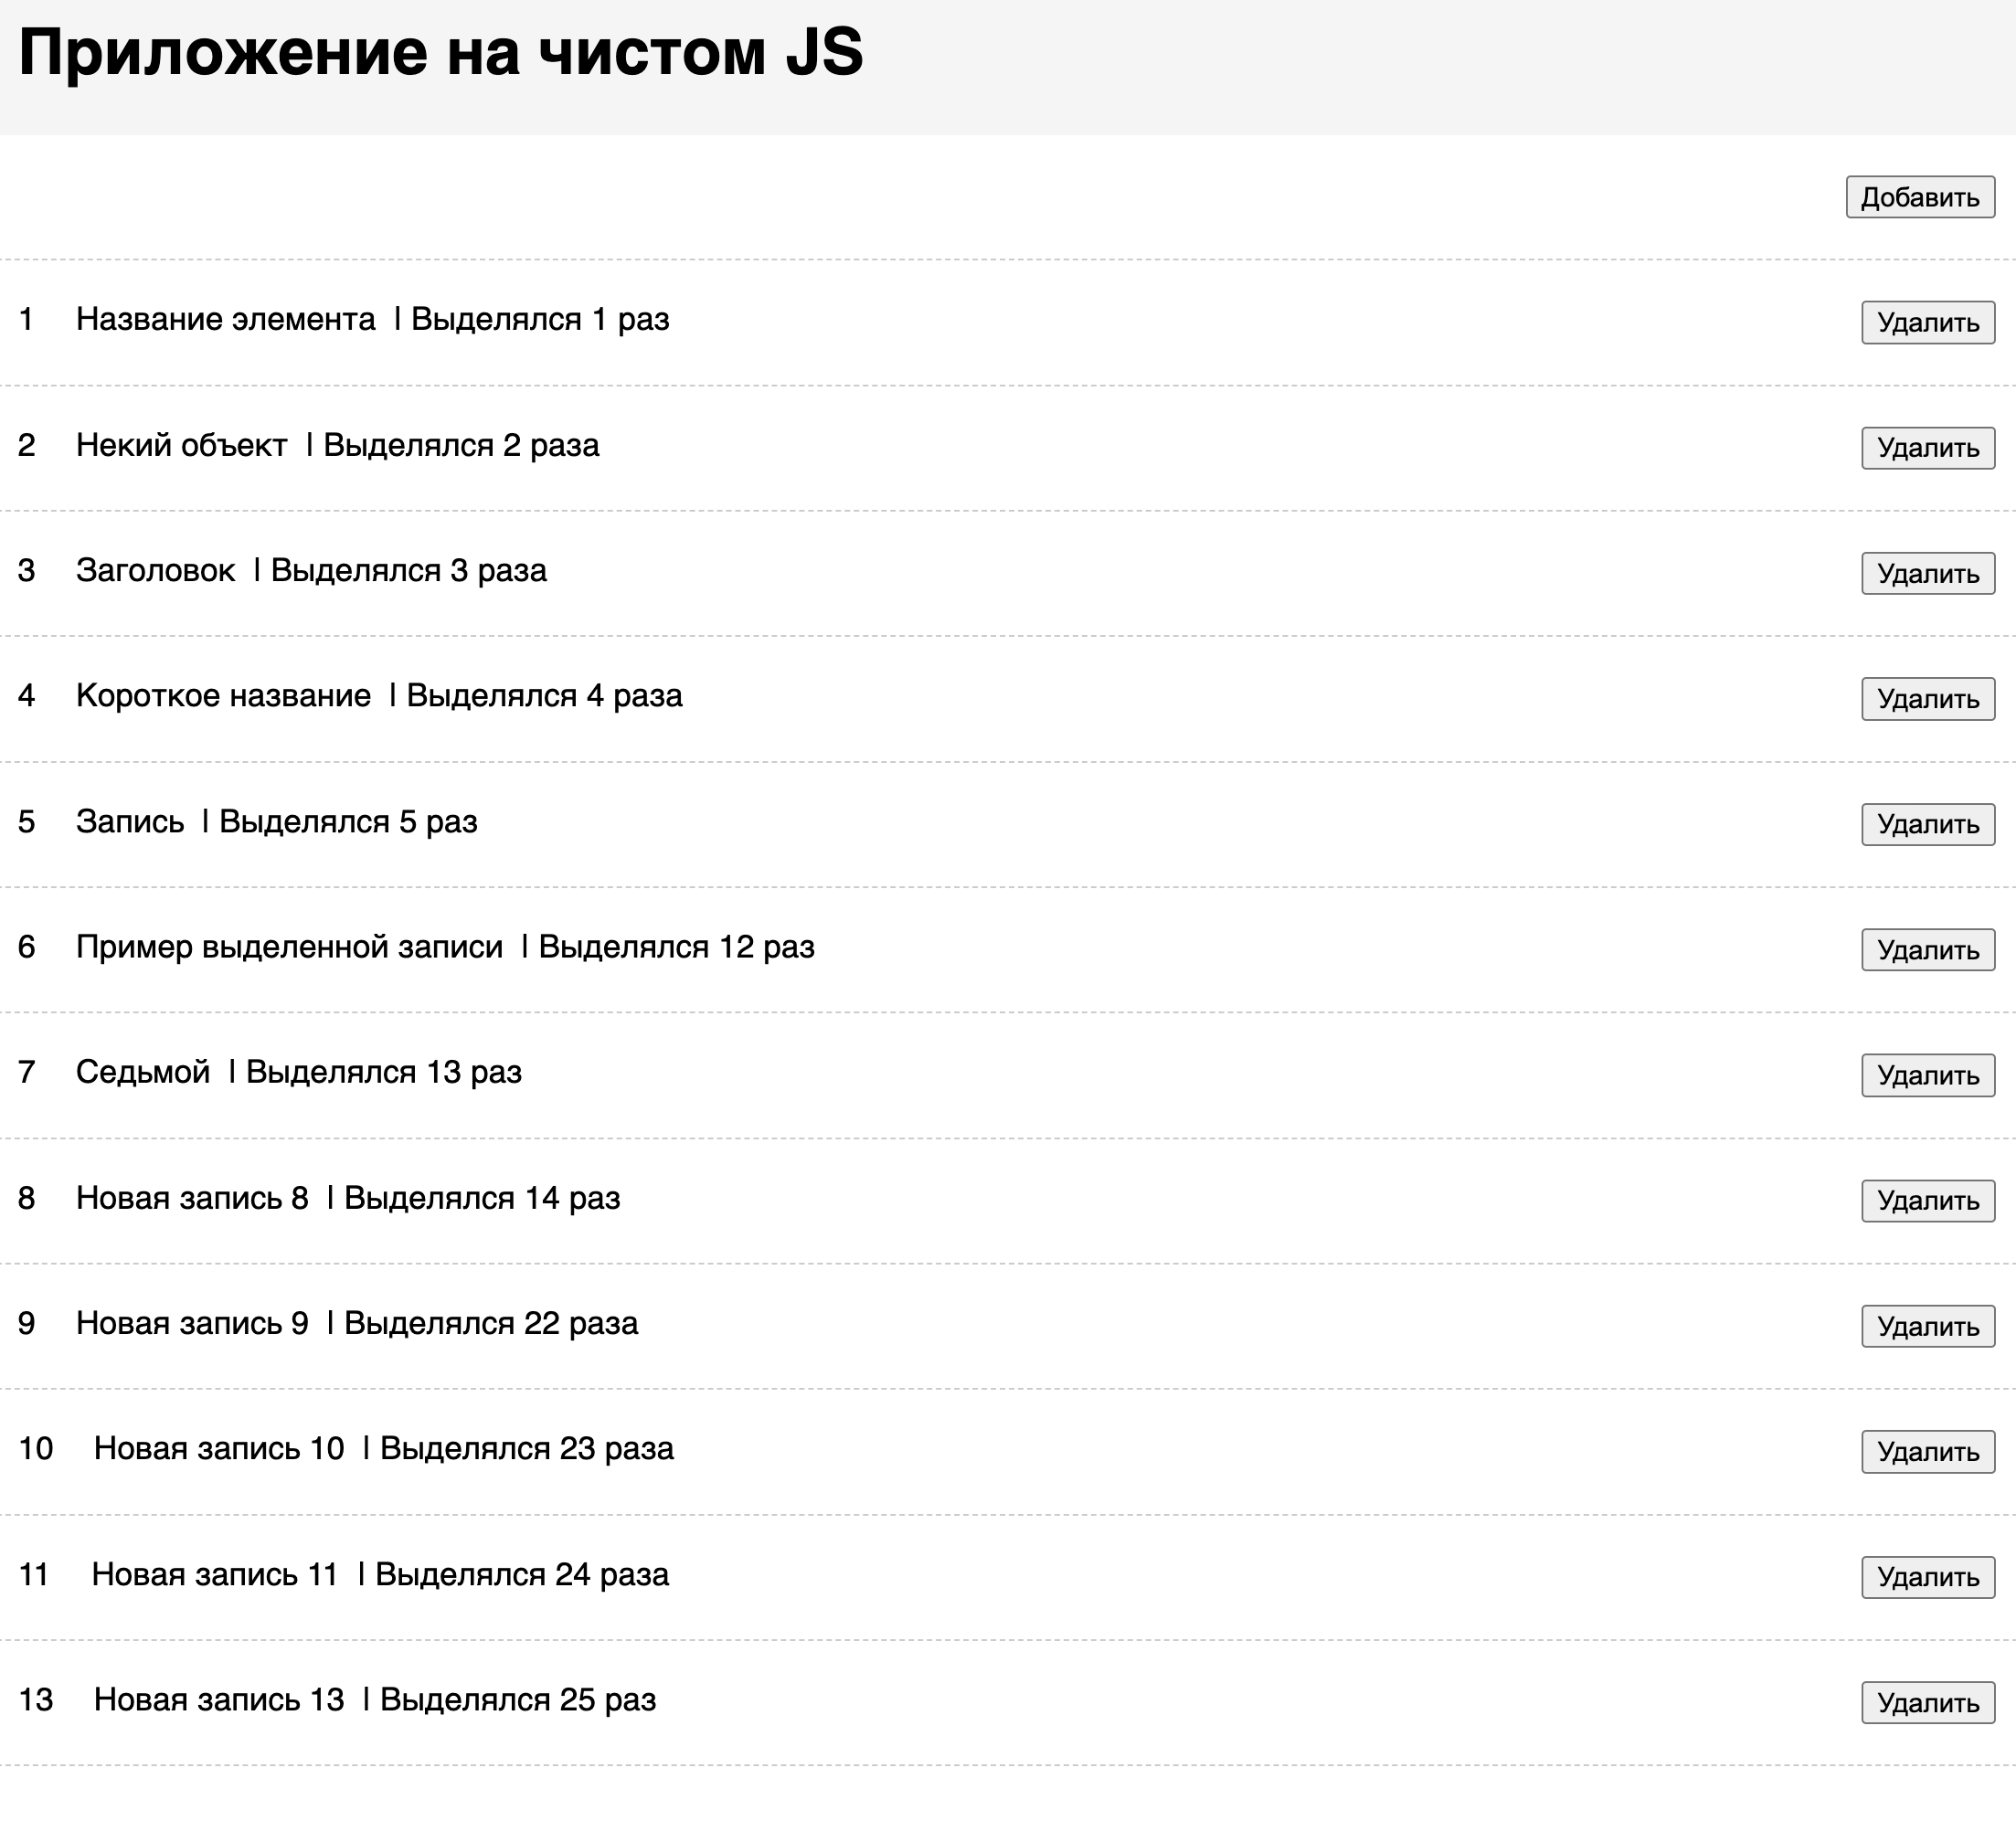 Приложение на чистом JS
Добавить
1 Название элемента | Выделялся 1 раз Удалить
2 Некий объект | Выделялся 2 раза Удалить
3 Заголовок | Выделялся 3 раза Удалить
4 Короткое название | Выделялся 4 раза Удалить
5 Запись | Выделялся 5 раз Удалить
6 Пример выделенной записи | Выделялся 12 раз Удалить
7 Седьмой | Выделялся 13 раз Удалить
8 Новая запись 8 | Выделялся 14 раз Удалить
9 Новая запись 9 | Выделялся 22 раза Удалить
10 Новая запись 10 | Выделялся 23 раза Удалить
11 Новая запись 11 | Выделялся 24 раза Удалить
13 Новая запись 13 | Выделялся 25 раз Удалить